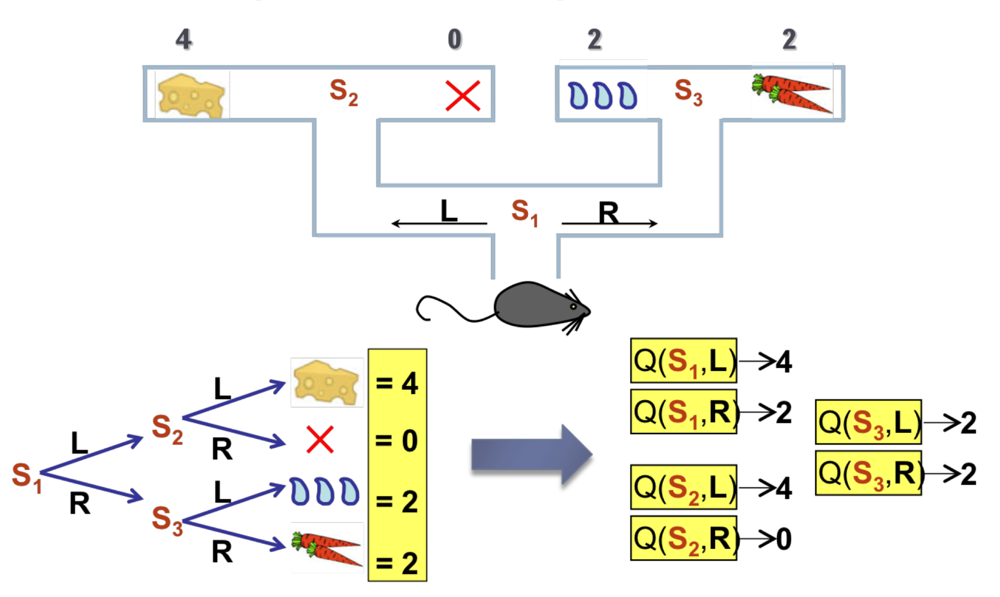 4 0 2 2
S₂ S₃
L S₁ R
= 4
= 0
= 2
= 2
S₁
L
R
S₂
S₃
L
R
L
R
Q(S₁,L) >4
Q(S₁,R) >2
Q(S₂,L) >4
Q(S₂,R) >0
Q(S₃,L) >2
Q(S₃,R) >2